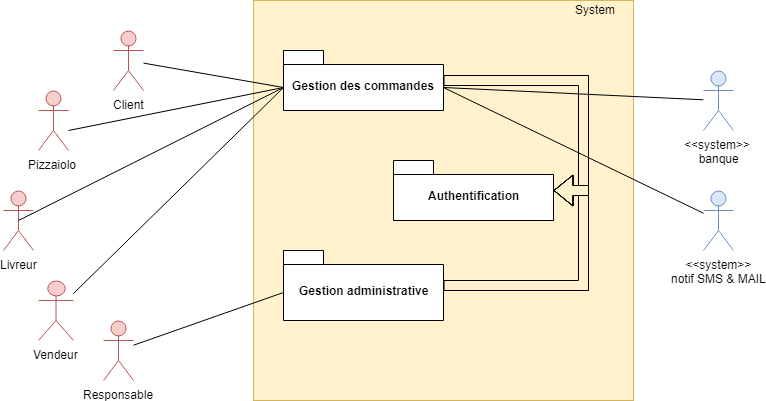 System
Gestion des commandes
Client
<<system>>
banque
Pizzaiolo
Authentification
Livreur
<<system>>
notif SMS & MAIL
Gestion administrative
Vendeur
Responsable